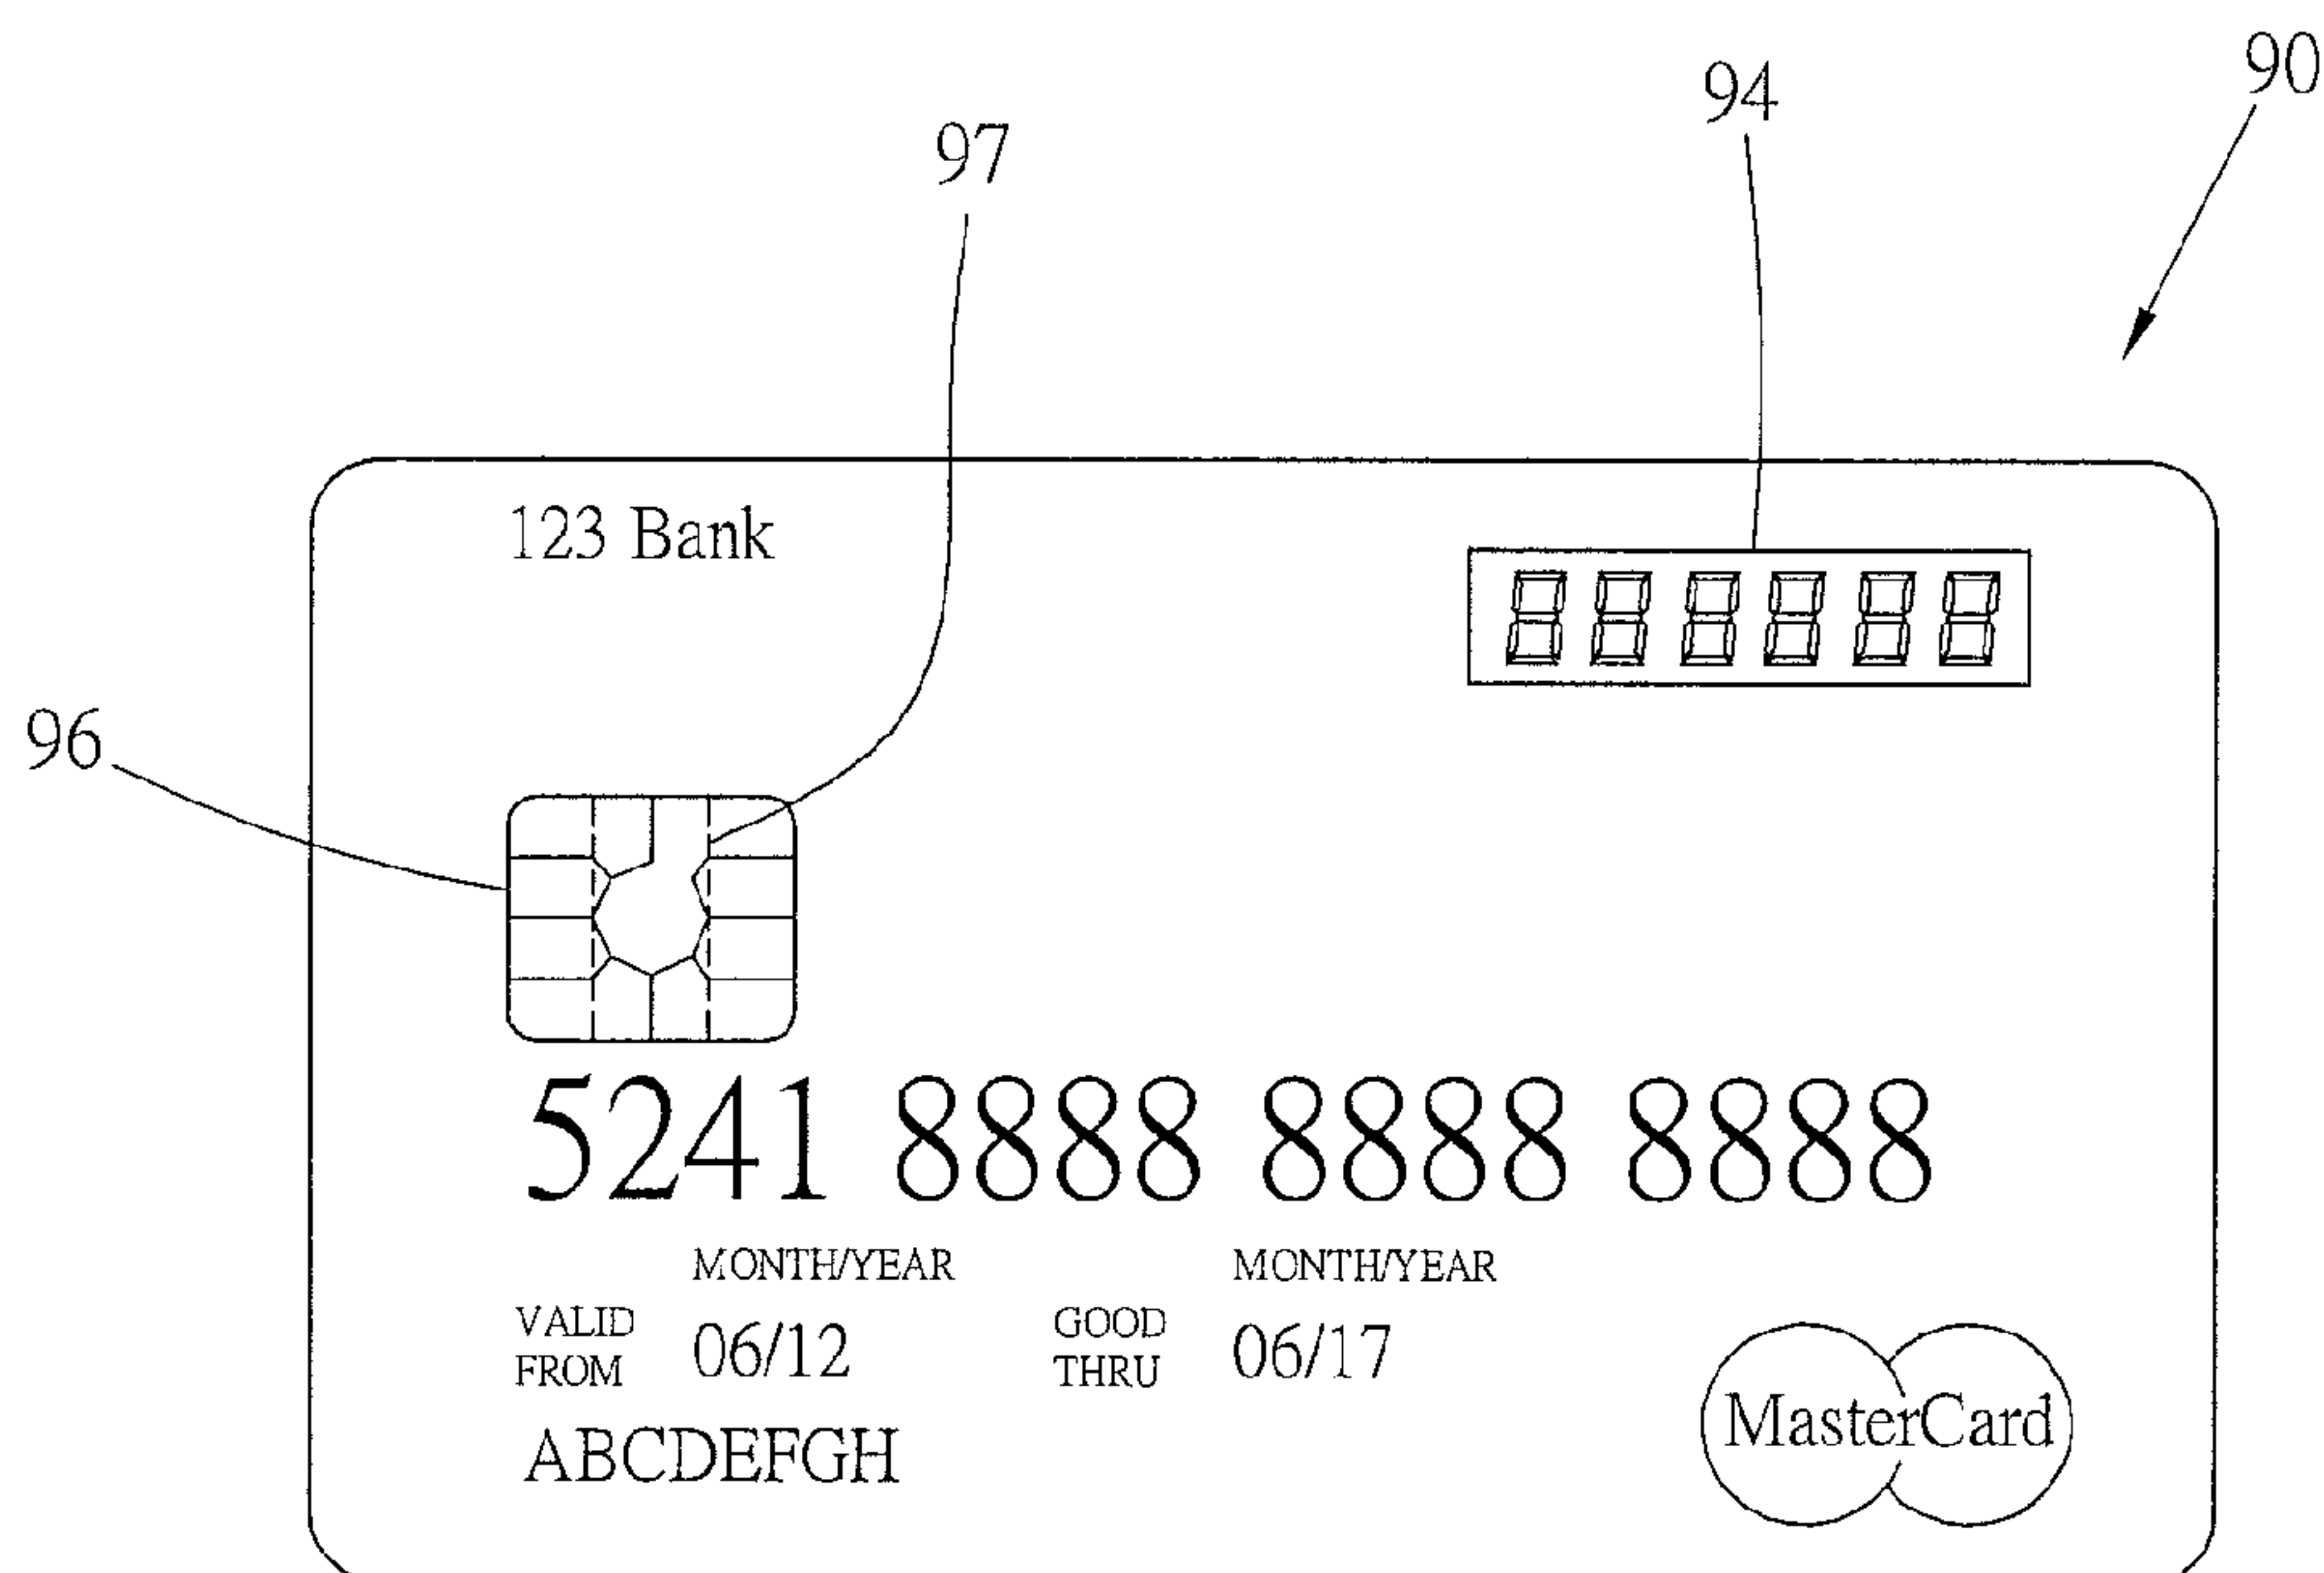 90
94
97
123 Bank
888888
96
5241 8888 8888 8888
MONTH/YEAR MONTH/YEAR
VALID FROM 06/12 GOOD THRU 06/17
ABCDEFGH
MasterCard